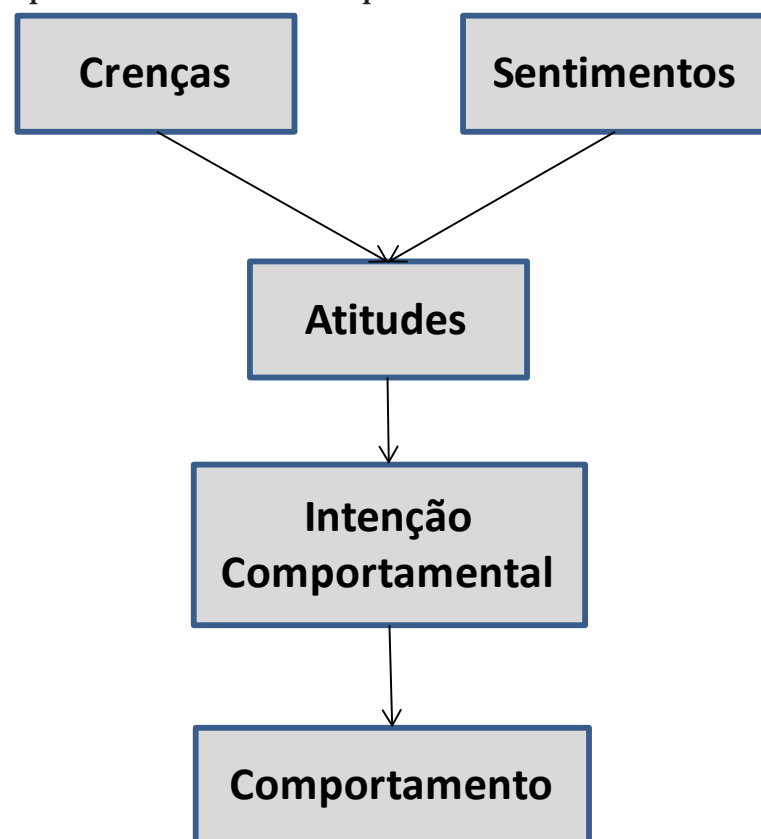 Crenças
Sentimentos
Atitudes
Intenção
Comportamental
Comportamento